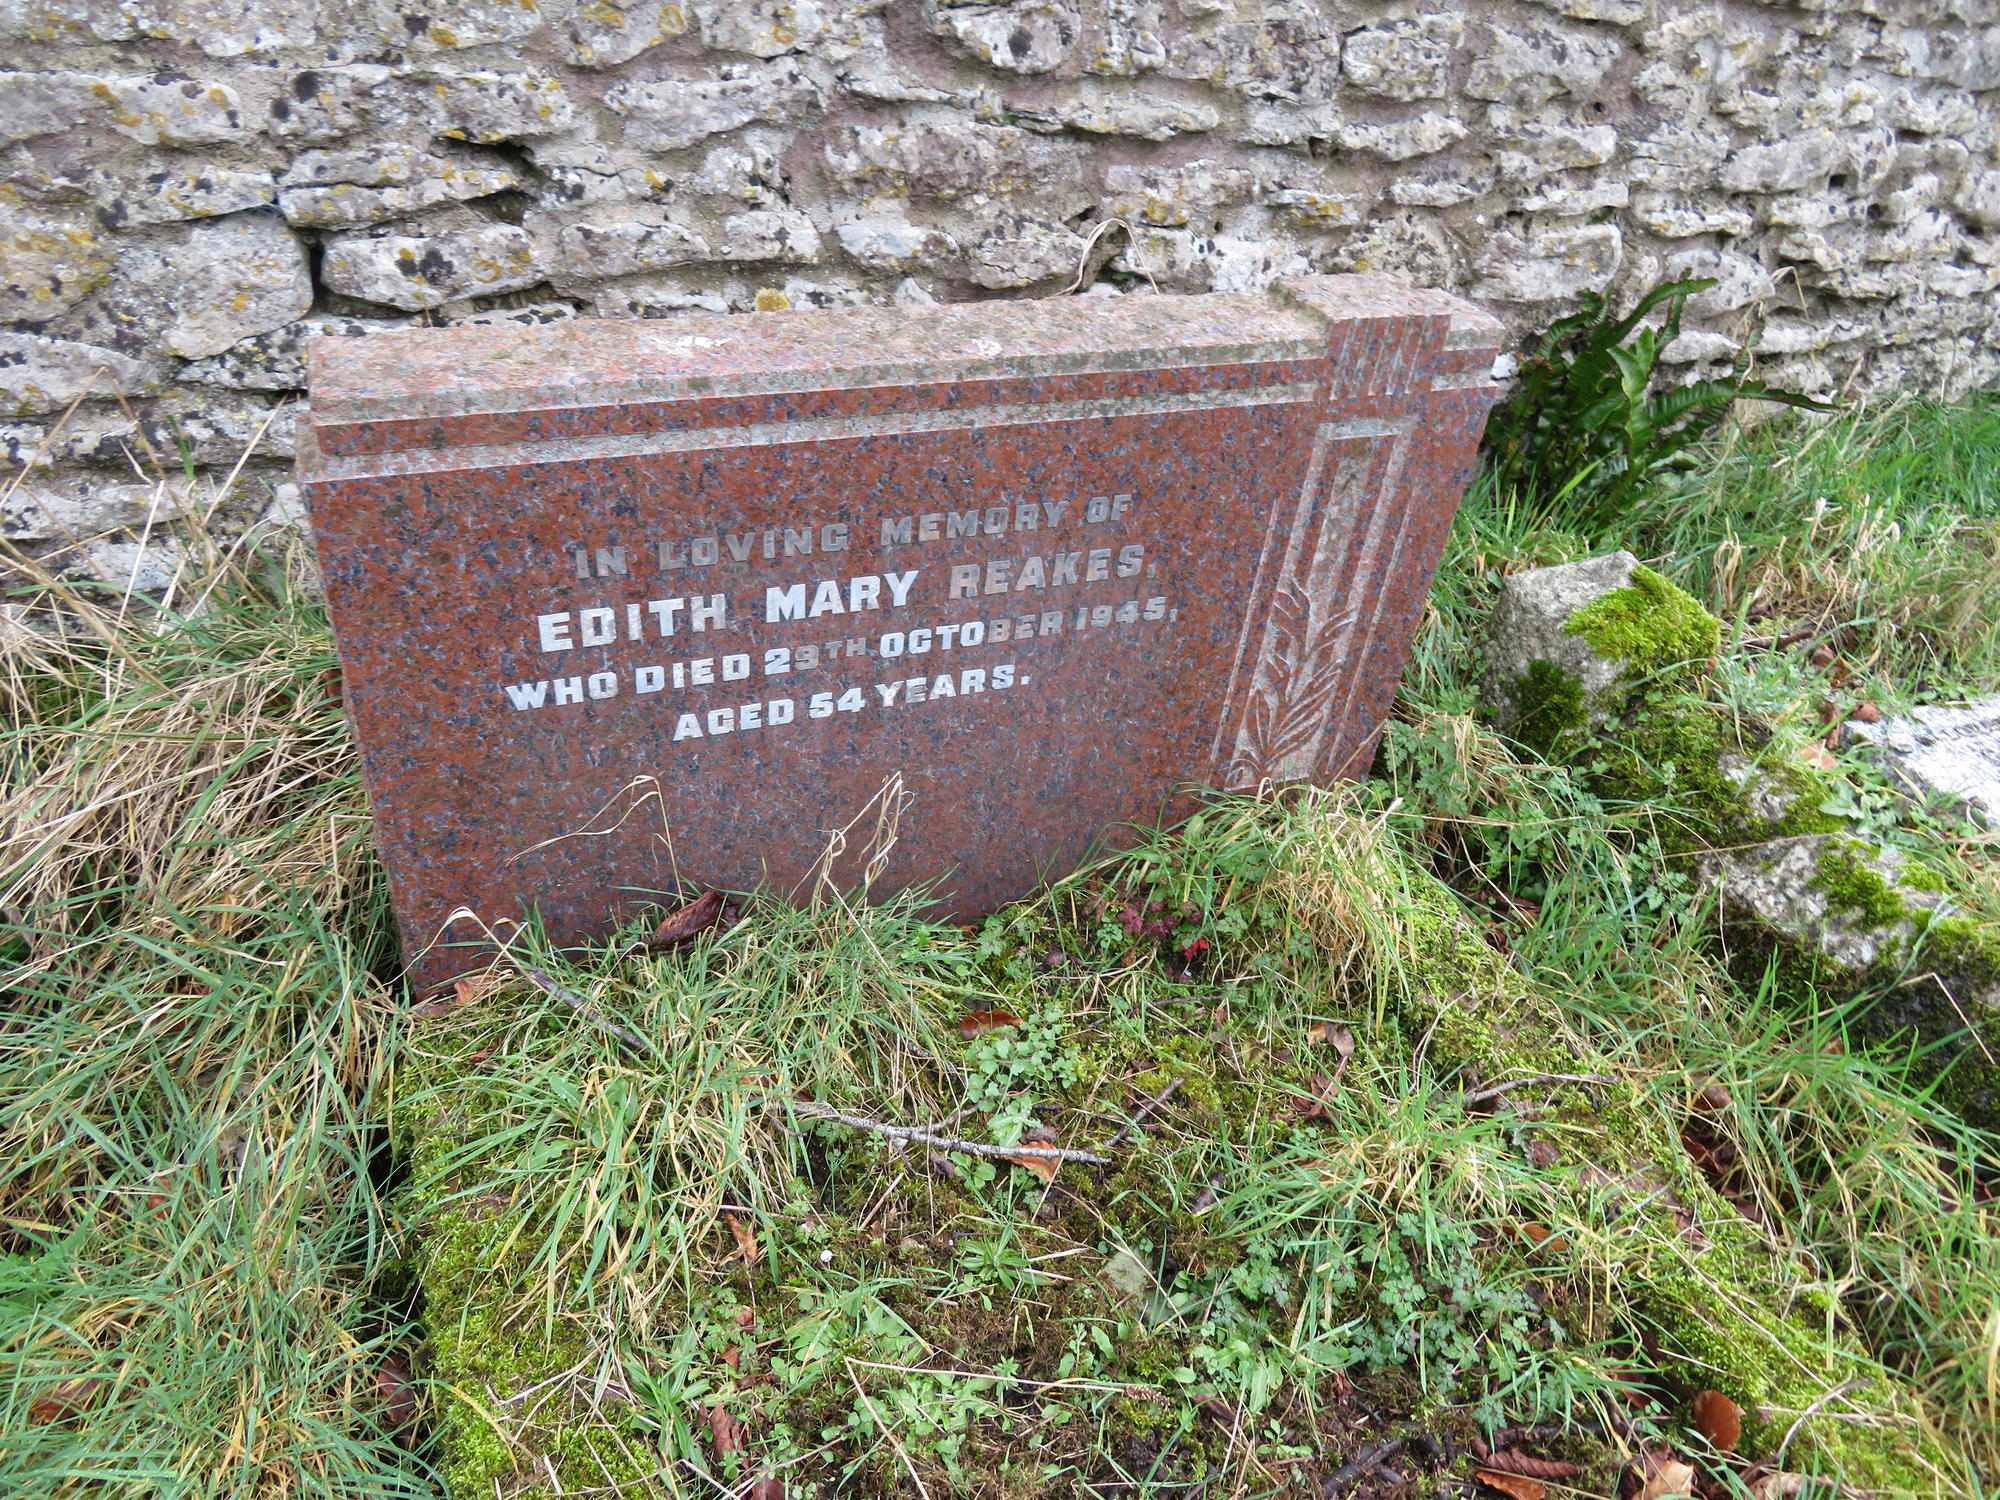 IN LOVING MEMORY OF
EDITH MARY REAKES,
WHO DIED 29TH OCTOBER 1945,
AGED 54 YEARS.